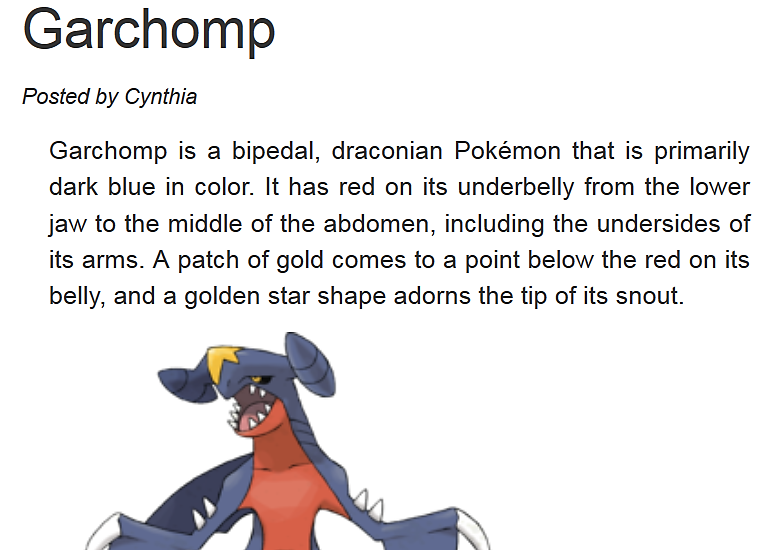 Garchomp
Posted by Cynthia
Garchomp is a bipedal, draconian Pokémon that is primarily
dark blue in color. It has red on its underbelly from the lower
jaw to the middle of the abdomen, including the undersides of
its arms. A patch of gold comes to a point below the red on its
belly, and a golden star shape adorns the tip of its snout.